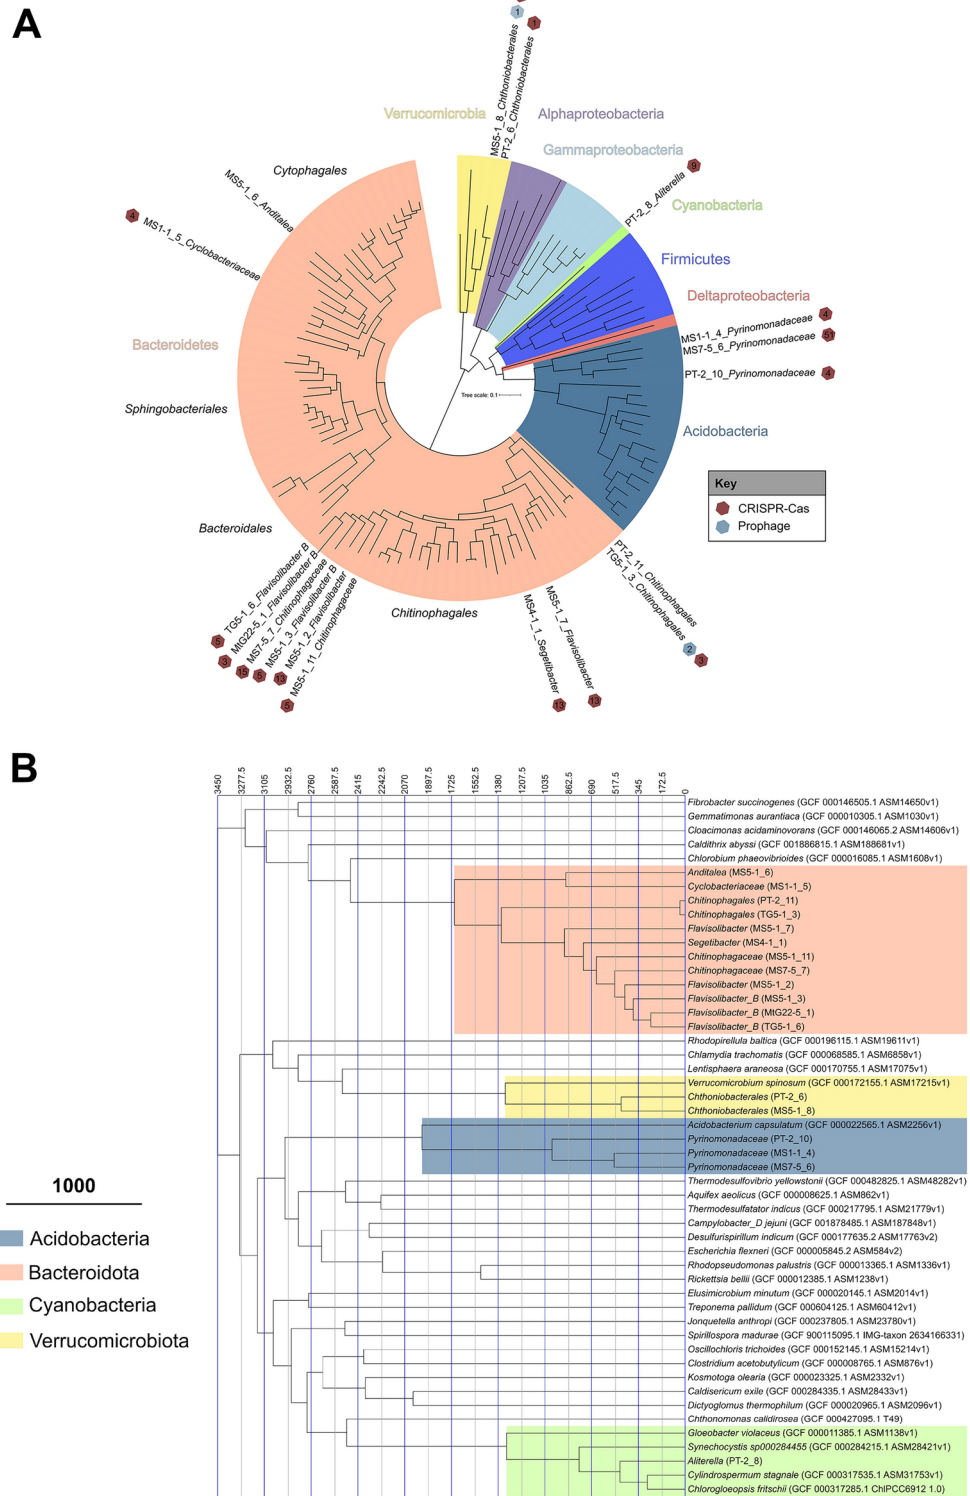 A
1
1
MS5-1_8_Chthoniobacterales
PT-2_6_Chthoniobacterales
Verrucomicrobia
Alphaproteobacteria
Gammaproteobacteria
9
PT-2_8_Aliterella
Cyanobacteria
Cytophagales
MS5-1_6_Anditalea
4
MS1-1_5_Cyclobacteriaceae
Firmicutes
Deltaproteobacteria
MS1-1_4_Pyrinomonadaceae
4
MS7-5_6_Pyrinomonadaceae
51
PT-2_10_Pyrinomonadaceae
4
Bacteroidetes
Tree scale: 0.1
Sphingobacteriales
Acidobacteria
Key
CRISPR-Cas
Prophage
Bacteroidales
Chitinophagales
TG5-1_6_Flavisolibacter B
5
MtG22-5_1_Flavisolibacter B
3
MS7-5_7_Chitinophagaceae
15
MS5-1_3_Flavisolibacter B
5
MS5-1_2_Flavisolibacter
13
MS5-1_11_Chitinophagaceae
5
MS4-1_1_Segetibacter
13
MS5-1_7_Flavisolibacter
13
PT-2_11_Chitinophagales
TG5-1_3_Chitinophagales
2
3
B
3450
3277.5
3105
2932.5
2760
2587.5
2415
2242.5
2070
1897.5
1725
1552.5
1380
1207.5
1035
862.5
690
517.5
345
172.5
0
Fibrobacter succinogenes (GCF 000146505.1 ASM14650v1)
Gemmatimonas aurantiaca (GCF 000010305.1 ASM1030v1)
Cloacimonas acidaminovorans (GCF 000146065.2 ASM14606v1)
Caldithrix abyssi (GCF 001886815.1 ASM188681v1)
Chlorobium phaeovibrioides (GCF 000016085.1 ASM1608v1)
Anditalea (MS5-1_6)
Cyclobacteriaceae (MS1-1_5)
Chitinophagales (PT-2_11)
Chitinophagales (TG5-1_3)
Flavisolibacter (MS5-1_7)
Segetibacter (MS4-1_1)
Chitinophagaceae (MS5-1_11)
Chitinophagaceae (MS7-5_7)
Flavisolibacter (MS5-1_2)
Flavisolibacter_B (MS5-1_3)
Flavisolibacter_B (MtG22-5_1)
Flavisolibacter_B (TG5-1_6)
Rhodopirellula baltica (GCF 000196115.1 ASM19611v1)
Chlamydia trachomatis (GCF 000068585.1 ASM6858v1)
Lentisphaera araneosa (GCF 000170755.1 ASM17075v1)
Verrucomicrobium spinosum (GCF 000172155.1 ASM17215v1)
Chthoniobacterales (PT-2_6)
Chthoniobacterales (MS5-1_8)
Acidobacterium capsulatum (GCF 000022565.1 ASM2256v1)
Pyrinomonadaceae (PT-2_10)
Pyrinomonadaceae (MS1-1_4)
Pyrinomonadaceae (MS7-5_6)
Thermodesulfovibrio yellowstonii (GCF 000482825.1 ASM48282v1)
Aquifex aeolicus (GCF 000008625.1 ASM862v1)
Thermodesulfatator indicus (GCF 000217795.1 ASM21779v1)
Campylobacter_D jejuni (GCF 001878485.1 ASM187848v1)
Desulfurispirillum indicum (GCF 000177635.2 ASM17763v2)
Escherichia flexneri (GCF 000005845.2 ASM584v2)
Rhodopseudomonas palustris (GCF 000013365.1 ASM1336v1)
Rickettsia bellii (GCF 000012385.1 ASM1238v1)
Elusimicrobium minutum (GCF 000020145.1 ASM2014v1)
Treponema pallidum (GCF 000604125.1 ASM60412v1)
Jonquetella anthropi (GCF 000237805.1 ASM23780v1)
Spirillospora madurae (GCF 900115095.1 IMG-taxon 2634166331)
Oscillochloris trichoides (GCF 000152145.1 ASM15214v1)
Clostridium acetobutylicum (GCF 000008765.1 ASM876v1)
Kosmotoga olearia (GCF 000023325.1 ASM2332v1)
Caldisericum exile (GCF 000284335.1 ASM28433v1)
Dictyoglomus thermophilum (GCF 000020965.1 ASM2096v1)
Chthonomonas calidirosea (GCF 000427095.1 T49)
Gloeobacter violaceus (GCF 000011385.1 ASM1138v1)
Synechocystis sp000284455 (GCF 000284215.1 ASM28421v1)
Aliterella (PT-2_8)
Cylindrospermum stagnale (GCF 000317535.1 ASM31753v1)
Chlorogloeopsis fritschii (GCF 000317285.1 ChlPCC6912 1.0)
1000
Acidobacteria
Bacteroidota
Cyanobacteria
Verrucomicrobiota